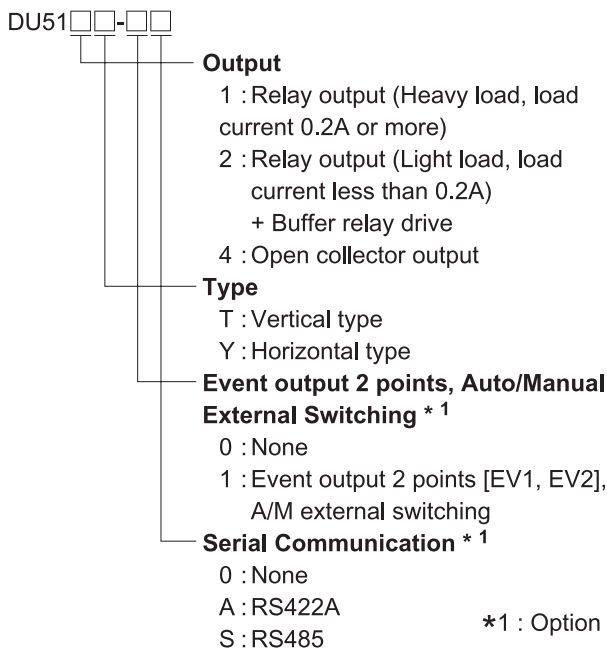 DU51□□-□□
Output
1 : Relay output (Heavy load, load
current 0.2A or more)
2 : Relay output (Light load, load
current less than 0.2A)
+ Buffer relay drive
4 : Open collector output
Type
T : Vertical type
Y : Horizontal type
Event output 2 points, Auto/Manual
External Switching * 1
0 : None
1 : Event output 2 points [EV1, EV2],
A/M external switching
Serial Communication * 1
0 : None
A : RS422A
S : RS485
*1 : Option